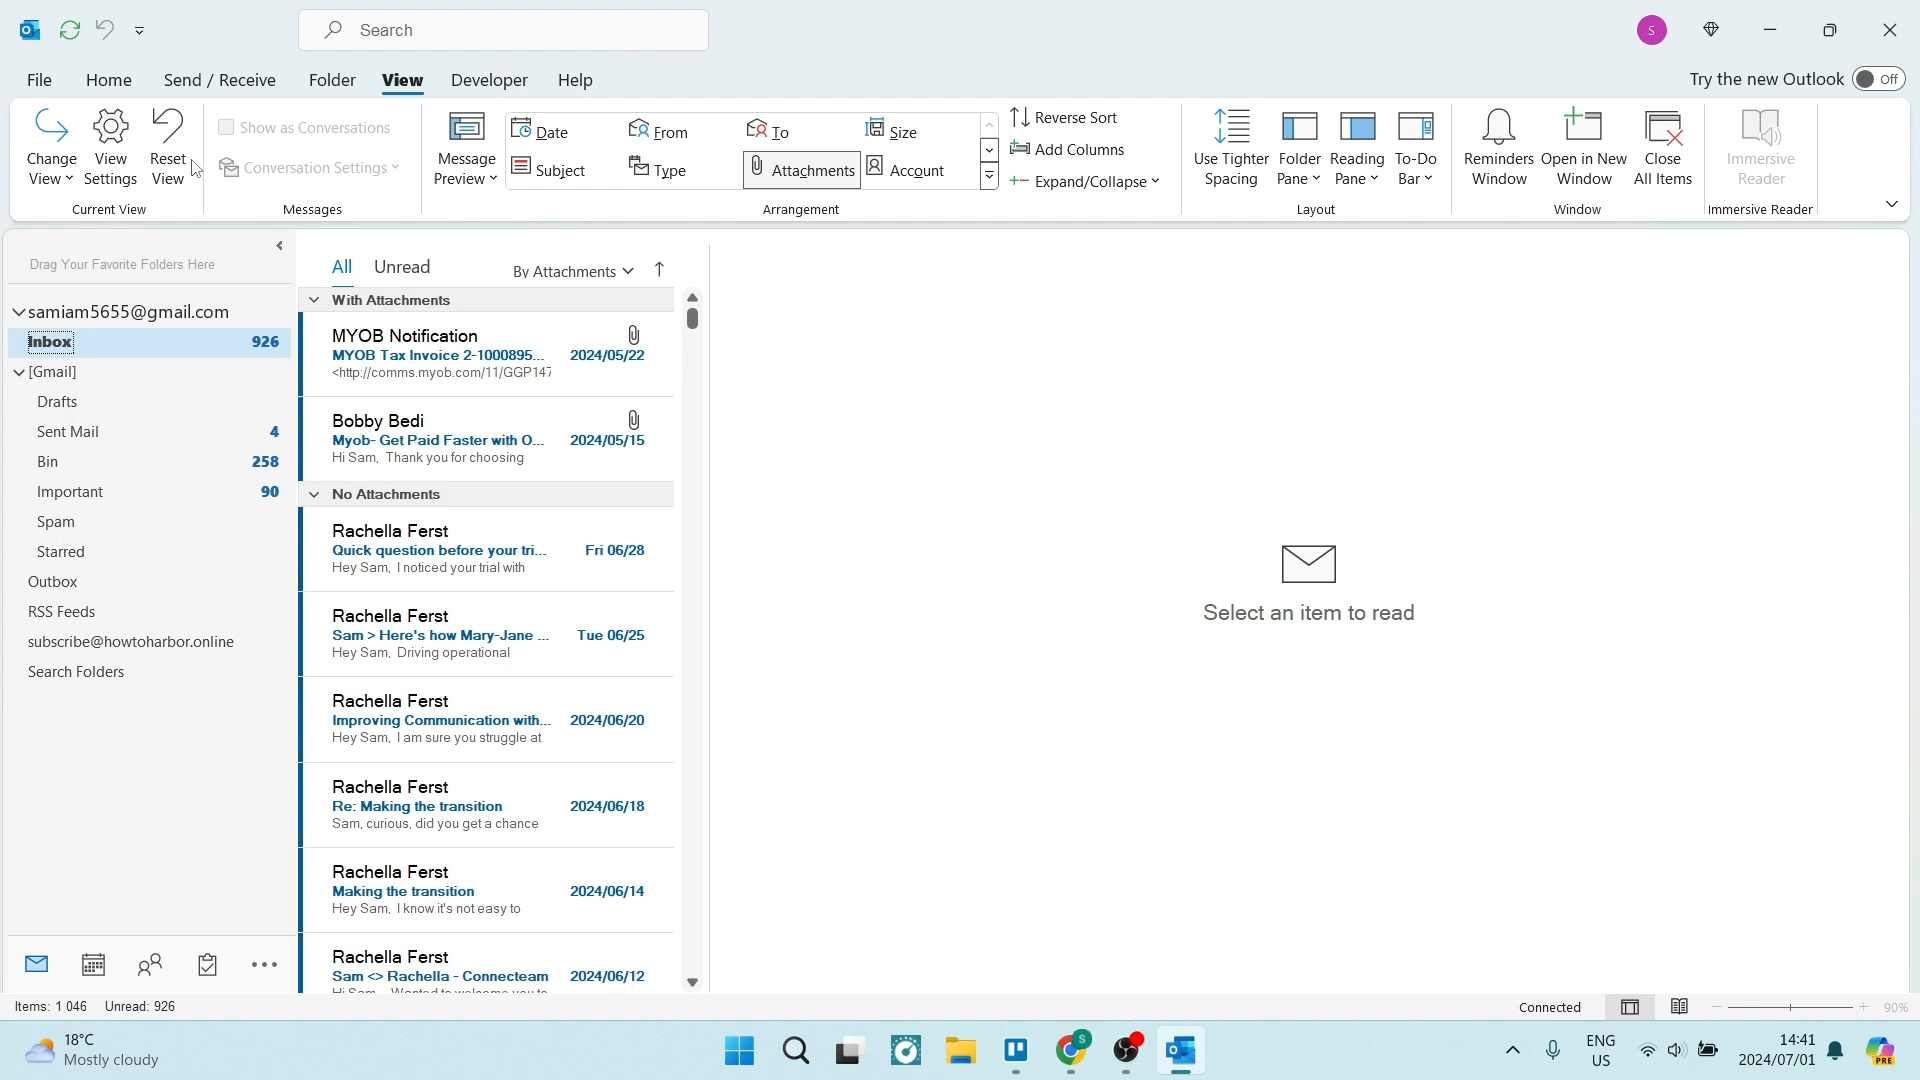 Search
S
File Home Send / Receive Folder View Developer Help
Try the new Outlook Off
Change View
View Settings
Reset View
Current View
Show as Conversations
Conversation Settings
Messages
Message Preview
Date From To Size
Subject Type Attachments Account
Arrangement
Reverse Sort
Add Columns
Expand/Collapse
Use Tighter Spacing
Folder Pane
Reading Pane
To-Do Bar
Layout
Reminders Window
Open in New Window
Close All Items
Window
Immersive Reader
Immersive Reader
Drag Your Favorite Folders Here
samiam5655@gmail.com
Inbox 926
[Gmail]
Drafts
Sent Mail 4
Bin 258
Important 90
Spam
Starred
Outbox
RSS Feeds
subscribe@howtoharbor.online
Search Folders
All Unread By Attachments
With Attachments
MYOB Notification
MYOB Tax Invoice 2-1000895... 2024/05/22
<http://comms.myob.com/11/GGP147
Bobby Bedi
Myob- Get Paid Faster with O... 2024/05/15
Hi Sam, Thank you for choosing
No Attachments
Rachella Ferst
Quick question before your tri... Fri 06/28
Hey Sam, I noticed your trial with
Rachella Ferst
Sam > Here's how Mary-Jane ... Tue 06/25
Hey Sam, Driving operational
Rachella Ferst
Improving Communication with... 2024/06/20
Hey Sam, I am sure you struggle at
Rachella Ferst
Re: Making the transition 2024/06/18
Sam, curious, did you get a chance
Rachella Ferst
Making the transition 2024/06/14
Hey Sam, I know it's not easy to
Rachella Ferst
Sam <> Rachella - Connecteam 2024/06/12
Select an item to read
Items: 1 046 Unread: 926
Connected
90%
18°C
Mostly cloudy
S
ENG
US
14:41
2024/07/01
PRE